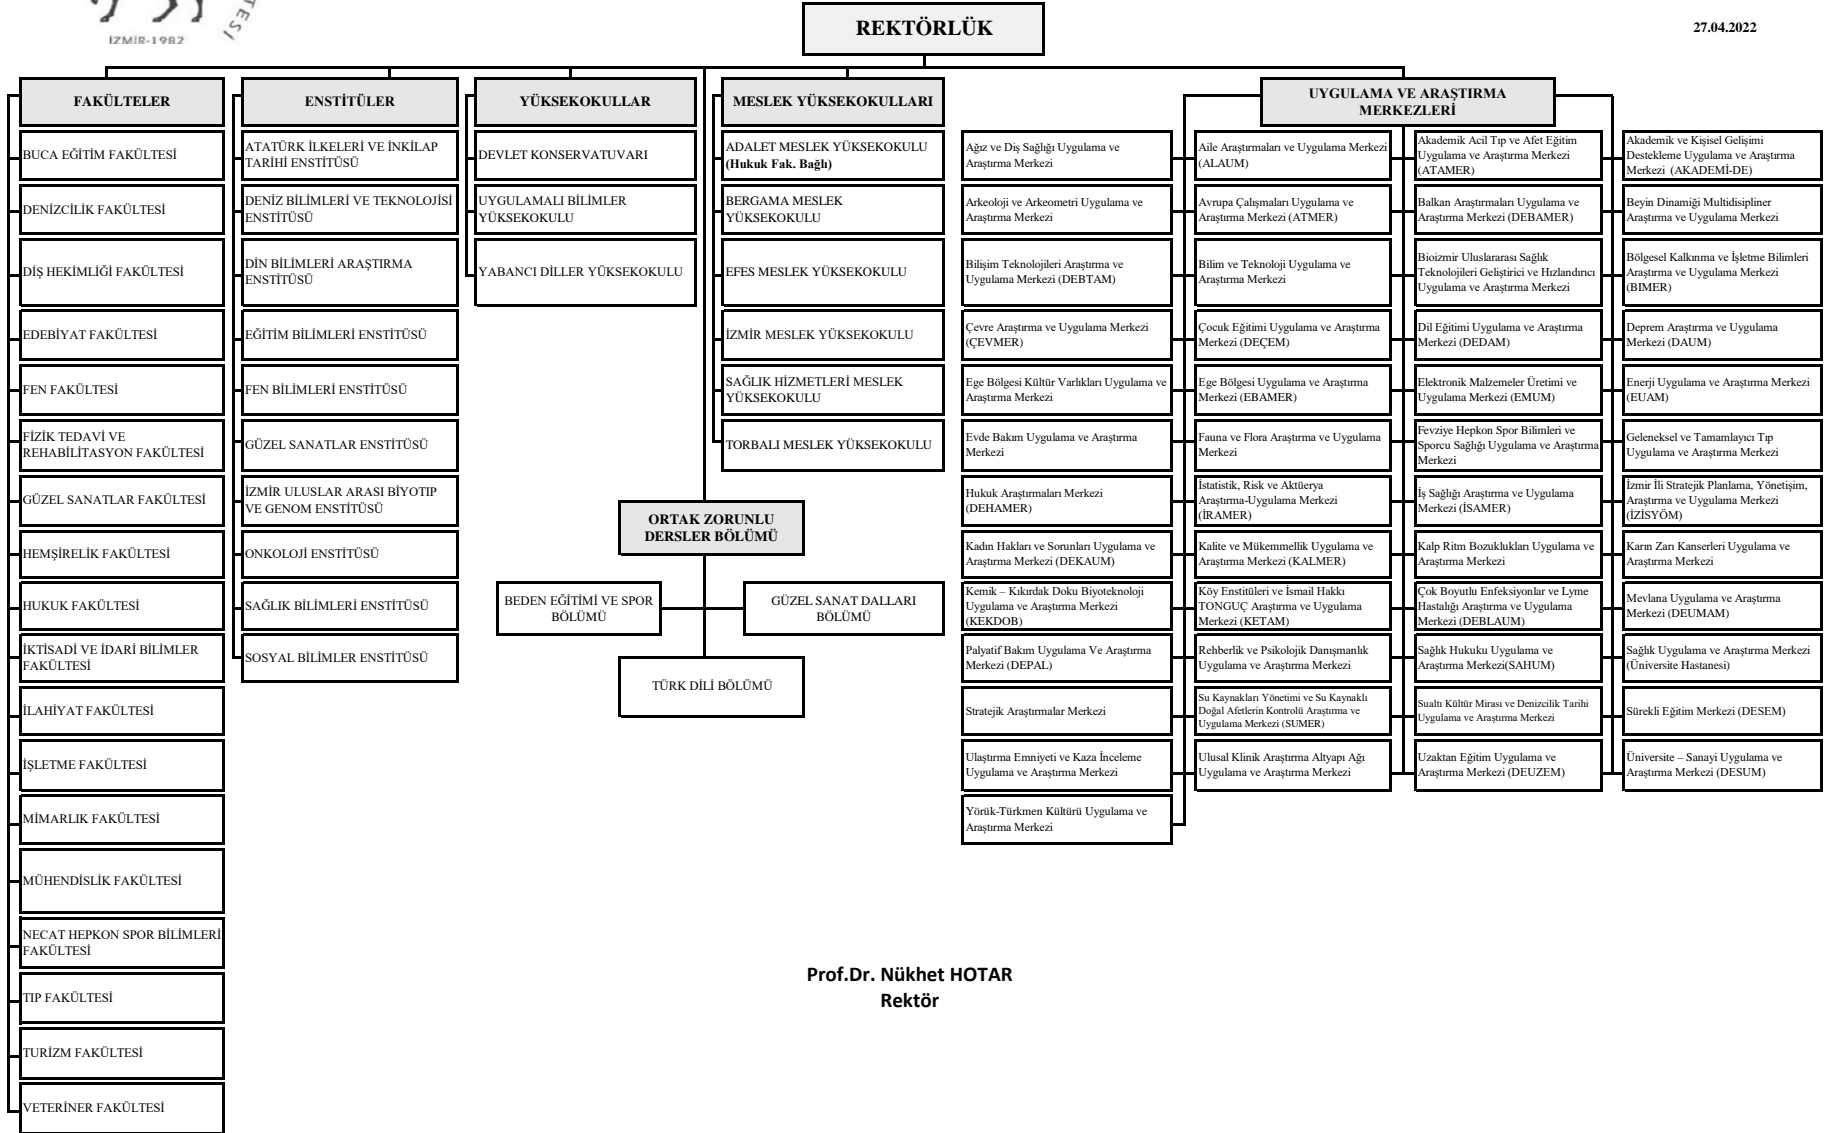 İZMİR-1982
REKTÖRLÜK
27.04.2022
FAKÜLTELER
BUCA EĞİTİM FAKÜLTESİ
DENİZCİLİK FAKÜLTESİ
DİŞ HEKİMLİĞİ FAKÜLTESİ
EDEBİYAT FAKÜLTESİ
FEN FAKÜLTESİ
FİZİK TEDAVİ VE
REHABİLİTASYON FAKÜLTESİ
GÜZEL SANATLAR FAKÜLTESİ
HEMŞİRELİK FAKÜLTESİ
HUKUK FAKÜLTESİ
İKTİSADİ VE İDARİ BİLİMLER
FAKÜLTESİ
İLAHİYAT FAKÜLTESİ
İŞLETME FAKÜLTESİ
MİMARLIK FAKÜLTESİ
MÜHENDİSLİK FAKÜLTESİ
NECAT HEPKON SPOR BİLİMLERİ
FAKÜLTESİ
TIP FAKÜLTESİ
TURİZM FAKÜLTESİ
VETERİNER FAKÜLTESİ
ENSTİTÜLER
ATATÜRK İLKELERİ VE İNKİLAP
TARİHİ ENSTİTÜSÜ
DENİZ BİLİMLERİ VE TEKNOLOJİSİ
ENSTİTÜSÜ
DİN BİLİMLERİ ARAŞTIRMA
ENSTİTÜSÜ
EĞİTİM BİLİMLERİ ENSTİTÜSÜ
FEN BİLİMLERİ ENSTİTÜSÜ
GÜZEL SANATLAR ENSTİTÜSÜ
İZMİR ULUSLAR ARASI BİYOTIP
VE GENOM ENSTİTÜSÜ
ONKOLOJİ ENSTİTÜSÜ
SAĞLIK BİLİMLERİ ENSTİTÜSÜ
SOSYAL BİLİMLER ENSTİTÜSÜ
YÜKSEKOKULLAR
DEVLET KONSERVATUVARI
UYGULAMALI BİLİMLER
YÜKSEKOKULU
YABANCI DİLLER YÜKSEKOKULU
MESLEK YÜKSEKOKULLARI
ADALET MESLEK YÜKSEKOKULU
(Hukuk Fak. Bağlı)
BERGAMA MESLEK
YÜKSEKOKULU
EFES MESLEK YÜKSEKOKULU
İZMİR MESLEK YÜKSEKOKULU
SAĞLIK HİZMETLERİ MESLEK
YÜKSEKOKULU
TORBALI MESLEK YÜKSEKOKULU
ORTAK ZORUNLU
DERSLER BÖLÜMÜ
BEDEN EĞİTİMİ VE SPOR
BÖLÜMÜ
GÜZEL SANAT DALLARI
BÖLÜMÜ
TÜRK DİLİ BÖLÜMÜ
UYGULAMA VE ARAŞTIRMA
MERKEZLERİ
Ağız ve Diş Sağlığı Uygulama ve
Araştırma Merkezi
Aile Araştırmaları ve Uygulama Merkezi
(ALAUM)
Akademik Acil Tıp ve Afet Eğitim
Uygulama ve Araştırma Merkezi
(ATAMER)
Akademik ve Kişisel Gelişimi
Destekleme Uygulama ve Araştırma
Merkezi (AKADEMİ-DE)
Arkeoloji ve Arkeometri Uygulama ve
Araştırma Merkezi
Avrupa Çalışmaları Uygulama ve
Araştırma Merkezi (ATMER)
Balkan Araştırmaları Uygulama ve
Araştırma Merkezi (DEBAMER)
Beyin Dinamiği Multidisipliner
Araştırma ve Uygulama Merkezi
Bilişim Teknolojileri Araştırma ve
Uygulama Merkezi (DEBTAM)
Bilim ve Teknoloji Uygulama ve
Araştırma Merkezi
Bioizmir Uluslararası Sağlık
Teknolojileri Geliştirici ve Hızlandırıcı
Uygulama ve Araştırma Merkezi
Bölgesel Kalkınma ve İşletme Bilimleri
Araştırma ve Uygulama Merkezi
(BIMER)
Çevre Araştırma ve Uygulama Merkezi
(ÇEVMER)
Çocuk Eğitimi Uygulama ve Araştırma
Merkezi (DEÇEM)
Dil Eğitimi Uygulama ve Araştırma
Merkezi (DEDAM)
Deprem Araştırma ve Uygulama
Merkezi (DAUM)
Ege Bölgesi Kültür Varlıkları Uygulama ve
Araştırma Merkezi
Ege Bölgesi Uygulama ve Araştırma
Merkezi (EBAMER)
Elektronik Malzemeler Üretimi ve
Uygulama Merkezi (EMUM)
Enerji Uygulama ve Araştırma Merkezi
(EUAM)
Evde Bakım Uygulama ve Araştırma
Merkezi
Fauna ve Flora Araştırma ve Uygulama
Merkezi
Fevziye Hepkon Spor Bilimleri ve
Sporcu Sağlığı Uygulama ve Araştırma
Merkezi
Geleneksel ve Tamamlayıcı Tıp
Uygulama ve Araştırma Merkezi
Hukuk Araştırmaları Merkezi
(DEHAMER)
İstatistik, Risk ve Aktüerya
Araştırma-Uygulama Merkezi
(İRAMER)
İş Sağlığı Araştırma ve Uygulama
Merkezi (İSAMER)
İzmir İli Stratejik Planlama, Yönetişim,
Araştırma ve Uygulama Merkezi
(İZİSYÖM)
Kadın Hakları ve Sorunları Uygulama ve
Araştırma Merkezi (DEKAUM)
Kalite ve Mükemmellik Uygulama ve
Araştırma Merkezi (KALMER)
Kalp Ritm Bozuklukları Uygulama ve
Araştırma Merkezi
Karın Zarı Kanserleri Uygulama ve
Araştırma Merkezi
Kemik – Kıkırdak Doku Biyoteknoloji
Uygulama ve Araştırma Merkezi
(KEKDOB)
Köy Enstitüleri ve İsmail Hakkı
TONGUÇ Araştırma ve Uygulama
Merkezi (KETAM)
Çok Boyutlu Enfeksiyonlar ve Lyme
Hastalığı Araştırma ve Uygulama
Merkezi (DEBLAUM)
Mevlana Uygulama ve Araştırma
Merkezi (DEUMAM)
Palyatif Bakım Uygulama Ve Araştırma
Merkezi (DEPAL)
Rehberlik ve Psikolojik Danışmanlık
Uygulama ve Araştırma Merkezi
Sağlık Hukuku Uygulama ve
Araştırma Merkezi(SAHUM)
Sağlık Uygulama ve Araştırma Merkezi
(Üniversite Hastanesi)
Stratejik Araştırmalar Merkezi
Su Kaynakları Yönetimi ve Su Kaynaklı
Doğal Afetlerin Kontrolü Araştırma ve
Uygulama Merkezi (SUMER)
Sualtı Kültür Mirası ve Denizcilik Tarihi
Uygulama ve Araştırma Merkezi
Sürekli Eğitim Merkezi (DESEM)
Ulaştırma Emniyeti ve Kaza İnceleme
Uygulama ve Araştırma Merkezi
Ulusal Klinik Araştırma Altyapı Ağı
Uygulama ve Araştırma Merkezi
Uzaktan Eğitim Uygulama ve
Araştırma Merkezi (DEUZEM)
Üniversite – Sanayi Uygulama ve
Araştırma Merkezi (DESUM)
Yörük-Türkmen Kültürü Uygulama ve
Araştırma Merkezi
Prof.Dr. Nükhet HOTAR
Rektör